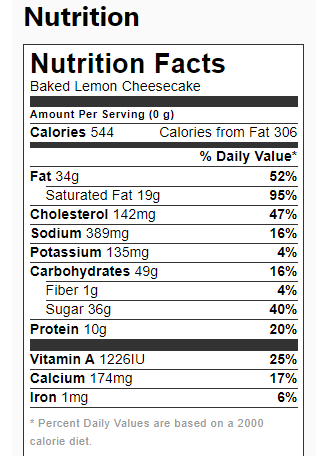 Nutrition
Nutrition Facts
Baked Lemon Cheesecake
Amount Per Serving (0 g)
Calories 544 Calories from Fat 306
% Daily Value*
Fat 34g 52%
Saturated Fat 19g 95%
Cholesterol 142mg 47%
Sodium 389mg 16%
Potassium 135mg 4%
Carbohydrates 49g 16%
Fiber 1g 4%
Sugar 36g 40%
Protein 10g 20%
Vitamin A 1226IU 25%
Calcium 174mg 17%
Iron 1mg 6%
* Percent Daily Values are based on a 2000
calorie diet.